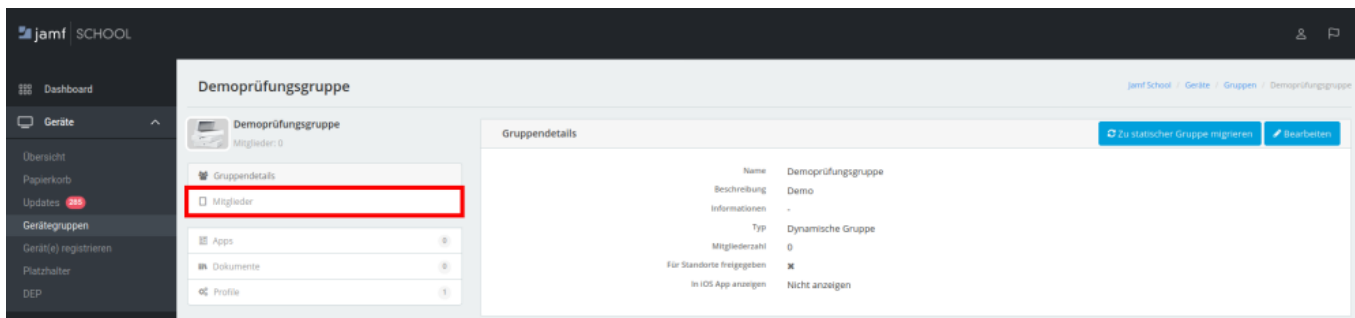 jamf SCHOOL
Dashboard
Geräte
Übersicht
Papierkorb
Updates 285
Gerätegruppen
Gerät(e) registrieren
Platzhalter
DEP
Demoprüfungsgruppe
Jamf School / Geräte / Gruppen / Demoprüfungsgruppe
Demoprüfungsgruppe
Mitglieder: 0
Gruppendetails
Mitglieder
Apps 0
Dokumente 0
Profile 1
Gruppendetails
Zu statischer Gruppe migrieren
Bearbeiten
Name Demoprüfungsgruppe
Beschreibung Demo
Informationen -
Typ Dynamische Gruppe
Mitgliederzahl 0
Für Standorte freigegeben ✖
In iOS App anzeigen Nicht anzeigen